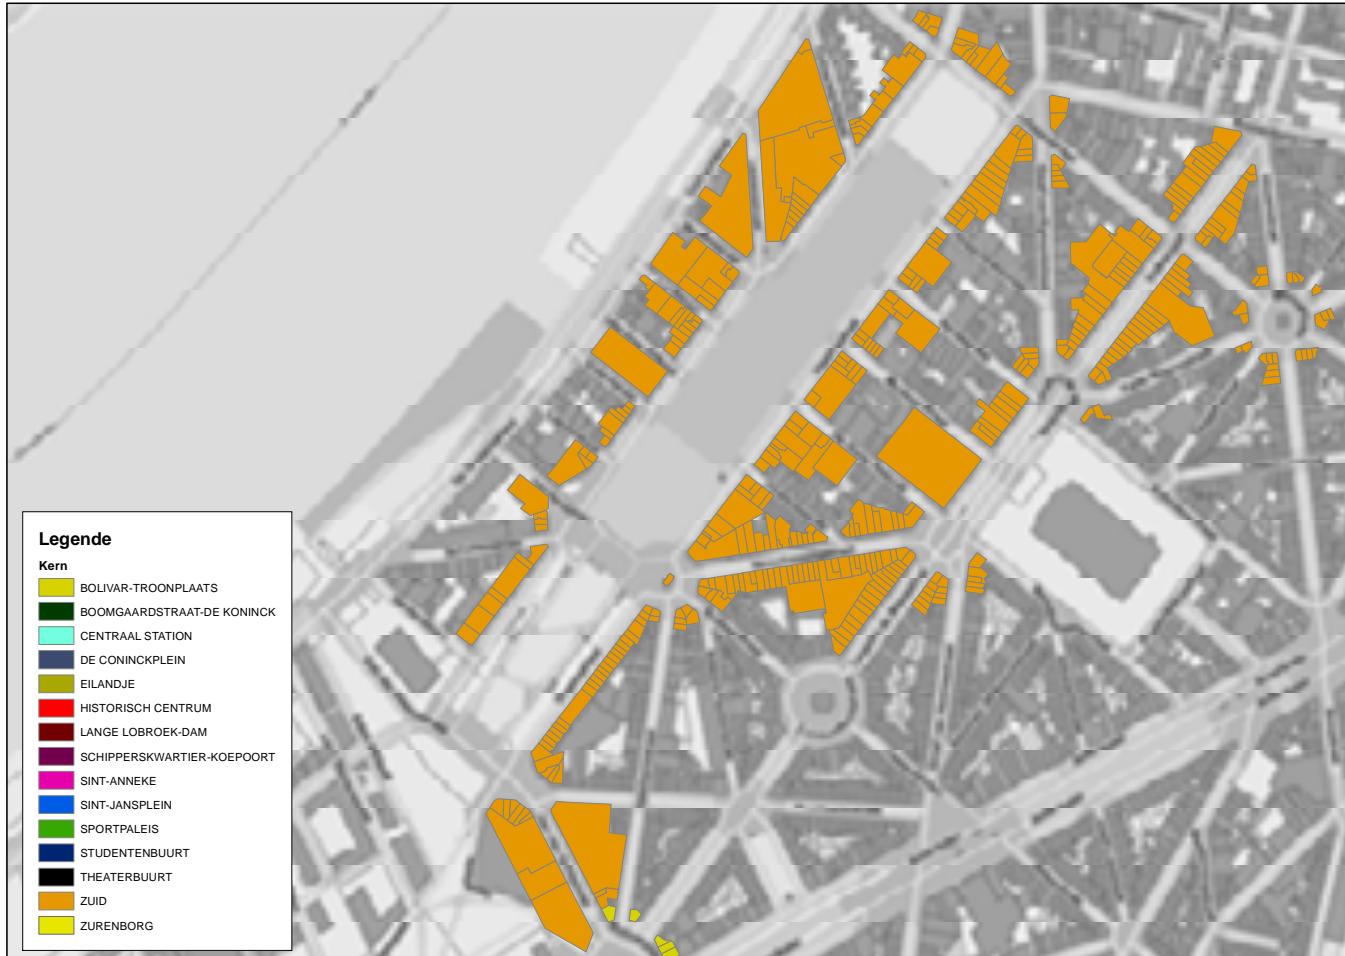 Legende
Kern
BOLIVAR-TROONPLAATS
BOOMGAARDSTRAAT-DE KONINCK
CENTRAAL STATION
DE CONINCKPLEIN
EILANDJE
HISTORISCH CENTRUM
LANGE LOBROEK-DAM
SCHIPPERSKWARTIER-KOEPOORT
SINT-ANNEKE
SINT-JANSPLEIN
SPORTPALEIS
STUDENTENBUURT
THEATERBUURT
ZUID
ZURENBORG